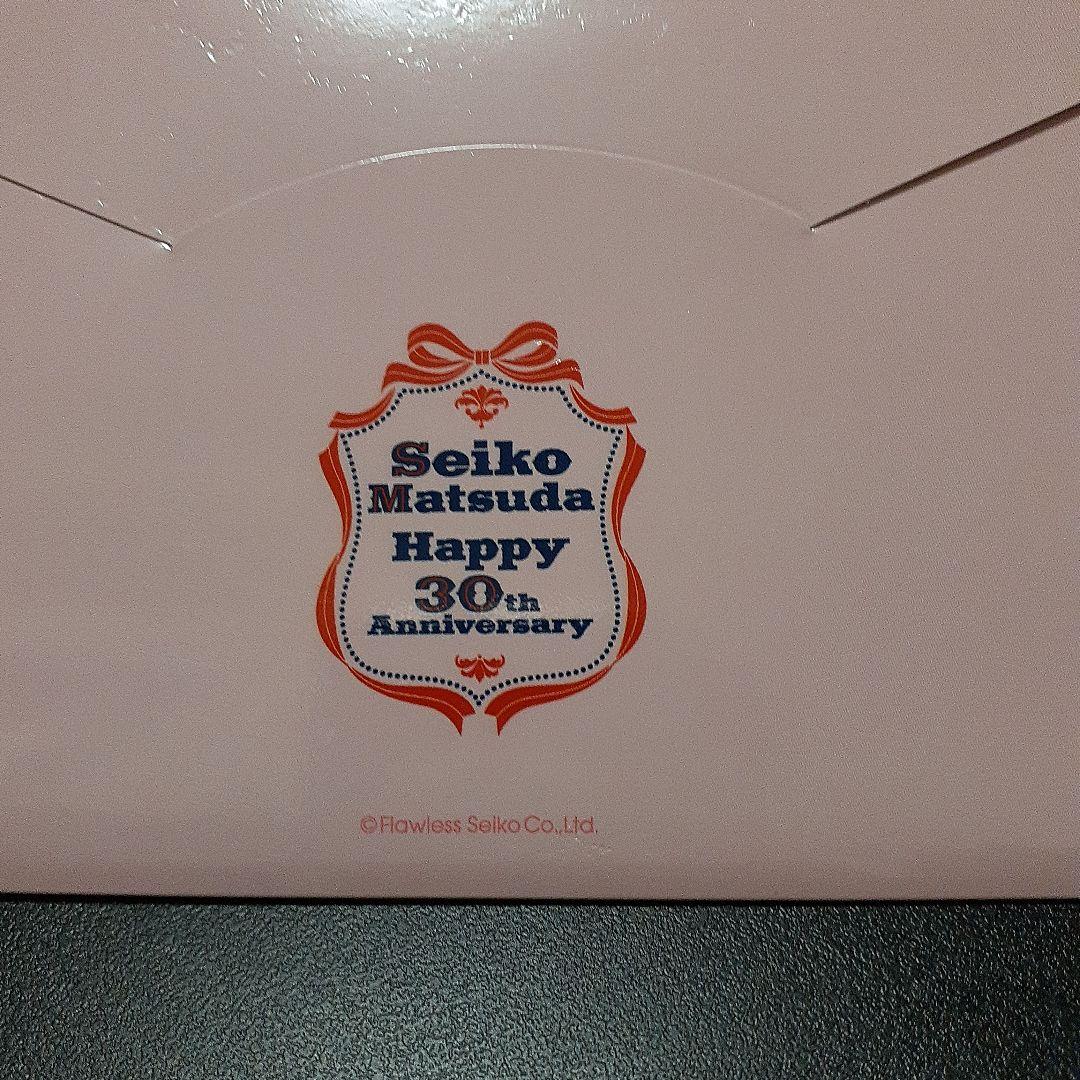 Seiko
Matsuda
Happy
30th
Anniversary
©Flawless Seiko Co.,Ltd.